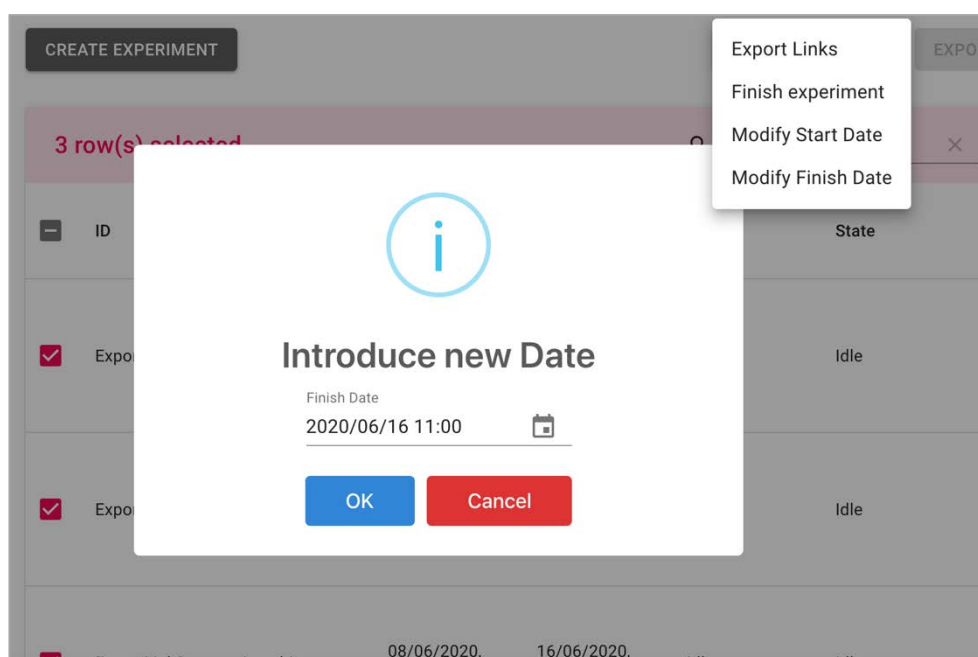 CREATE EXPERIMENT
Export Links
Finish experiment
Modify Start Date
Modify Finish Date
3 row(s) selected
ID
State
Idle
Introduce new Date
Finish Date
2020/06/16 11:00
OK
Cancel
Idle
08/06/2020,
16/06/2020,